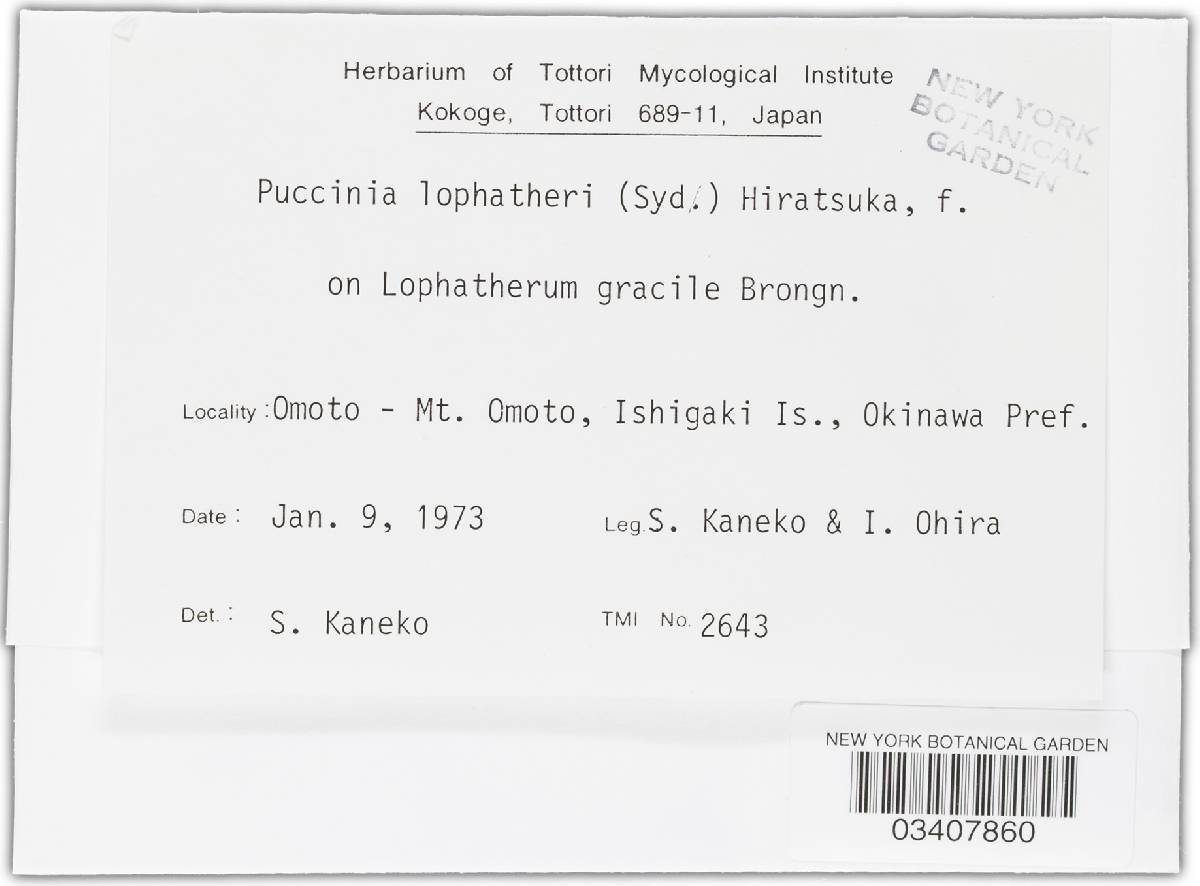 Herbarium of Tottori Mycological Institute
Kokoge, Tottori 689-11, Japan
NEW YORK
BOTANICAL
GARDEN
Puccinia lophatheri (Syd.) Hiratsuka, f.
on Lophatherum gracile Brongn.
Locality : Omoto - Mt. Omoto, Ishigaki Is., Okinawa Pref.
Date : Jan. 9, 1973 Leg. S. Kaneko & I. Ohira
Det. : S. Kaneko TMI No. 2643
NEW YORK BOTANICAL GARDEN
03407860